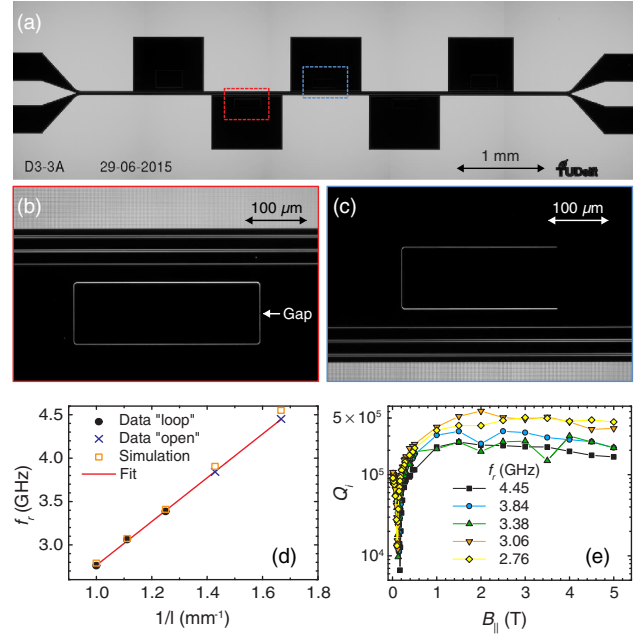 (a)
D3-3A 29-06-2015
1 mm
TUDelft
(b)
100 µm
Gap
(c)
100 µm
4.5
4.0
3.5
3.0
f_r (GHz)
Data "loop"
Data "open"
Simulation
Fit
(d)
1.0 1.2 1.4 1.6 1.8
1/l (mm⁻¹)
5×10⁵
10⁵
10⁴
Q_i
f_r (GHz)
4.45
3.84
3.38
3.06
2.76
(e)
0 1 2 3 4 5
B_|| (T)